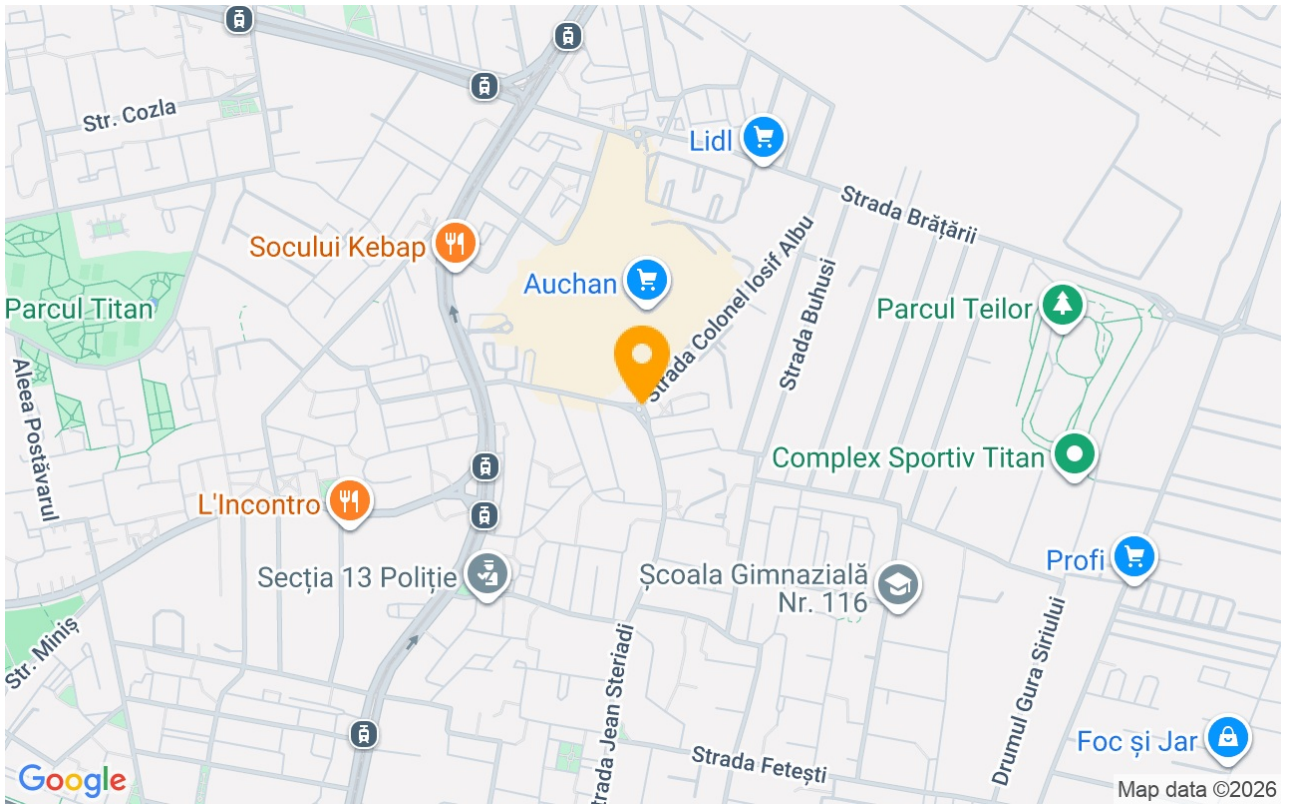 Str. Cozla
Lidl
Strada Brățării
Socului Kebap
Strada Colonel Iosif Albu
Auchan
Strada Buhusi
Parcul Titan
Parcul Teilor
Aleea Postăvarul
Complex Sportiv Titan
L'Incontro
Profi
Secția 13 Poliție
Școala Gimnazială
Nr. 116
Str. Miniș
trada Jean Steriadi
Drumul Gura Siriului
Foc și Jar
Strada Fetești
Google
Map data ©2026